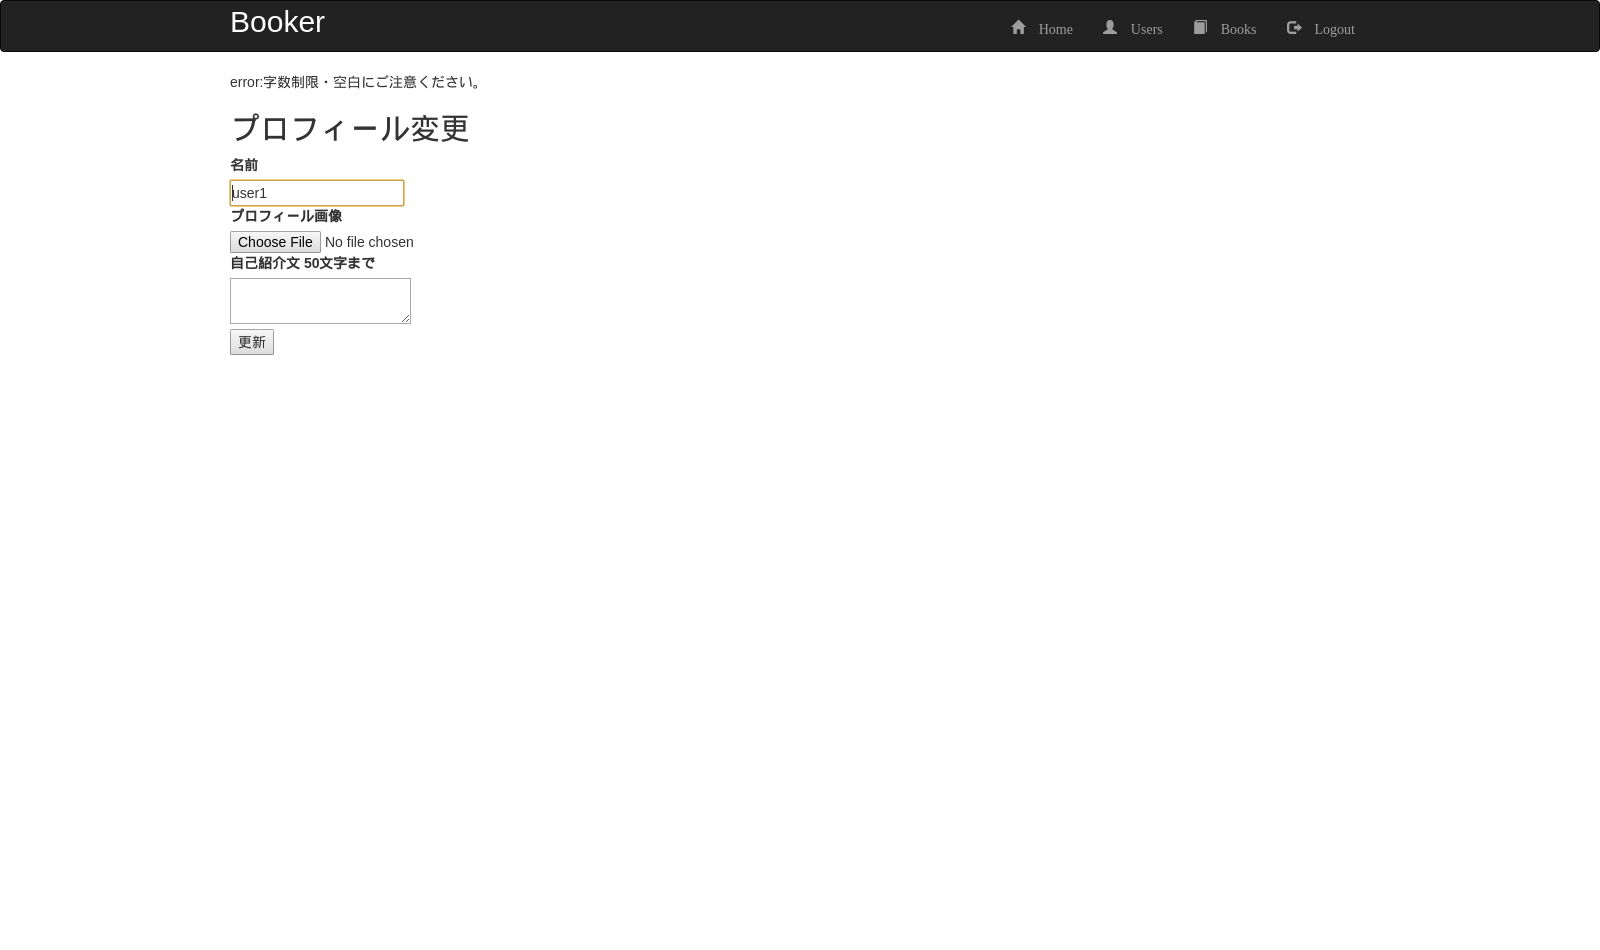 Booker
Home Users Books Logout
error:字数制限・空白にご注意ください。
プロフィール変更
名前
user1
プロフィール画像
Choose File No file chosen
自己紹介文 50文字まで
更新